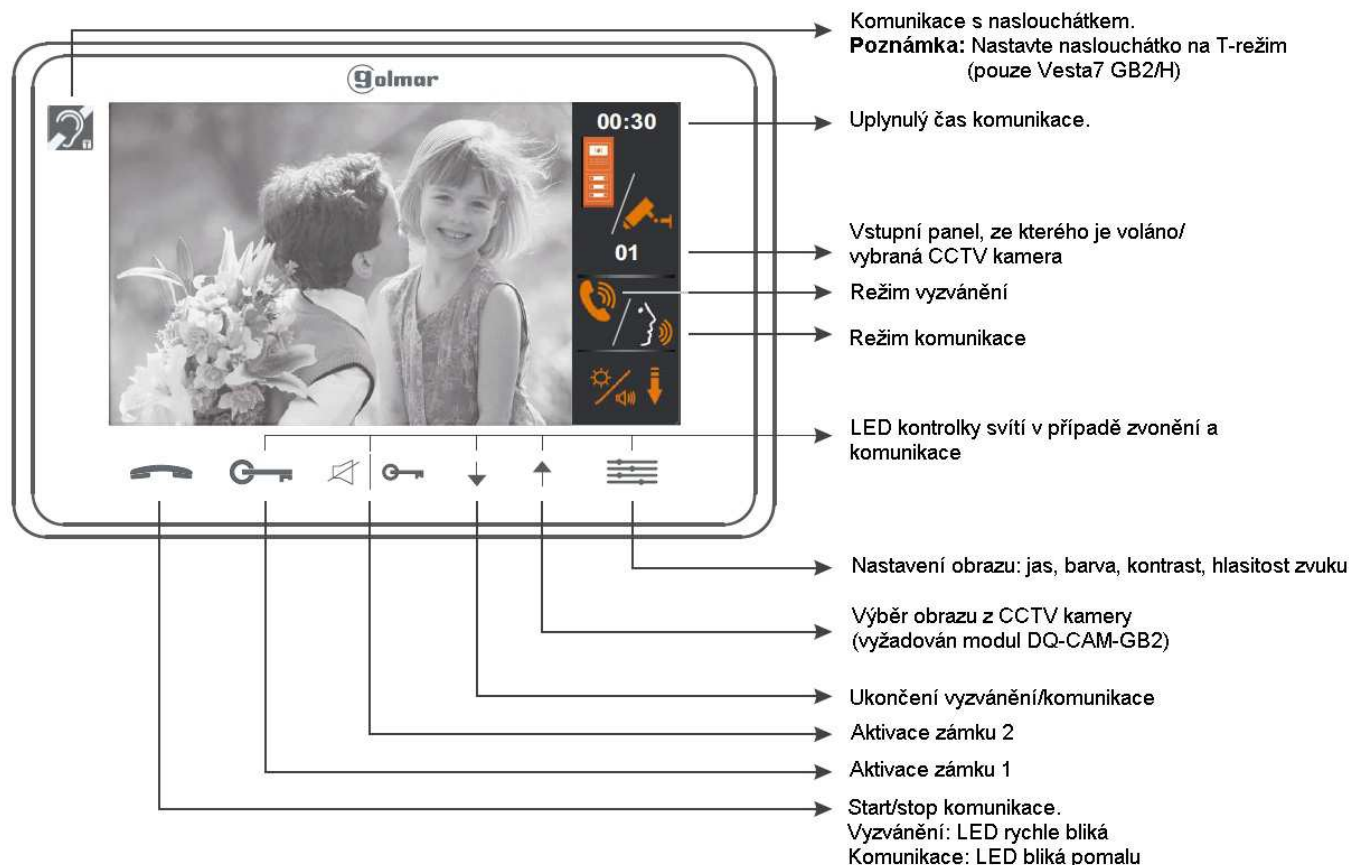 Komunikace s naslouchátkem.
Poznámka: Nastavte naslouchátko na T-režim
(pouze Vesta7 GB2/H)
golmar
T
00:30
Uplynulý čas komunikace.
Vstupní panel, ze kterého je voláno/
vybraná CCTV kamera
01
Režim vyzvánění
Režim komunikace
LED kontrolky svítí v případě zvonění a
komunikace
Nastavení obrazu: jas, barva, kontrast, hlasitost zvuku
Výběr obrazu z CCTV kamery
(vyžadován modul DQ-CAM-GB2)
Ukončení vyzvánění/komunikace
Aktivace zámku 2
Aktivace zámku 1
Start/stop komunikace.
Vyzvánění: LED rychle bliká
Komunikace: LED bliká pomalu